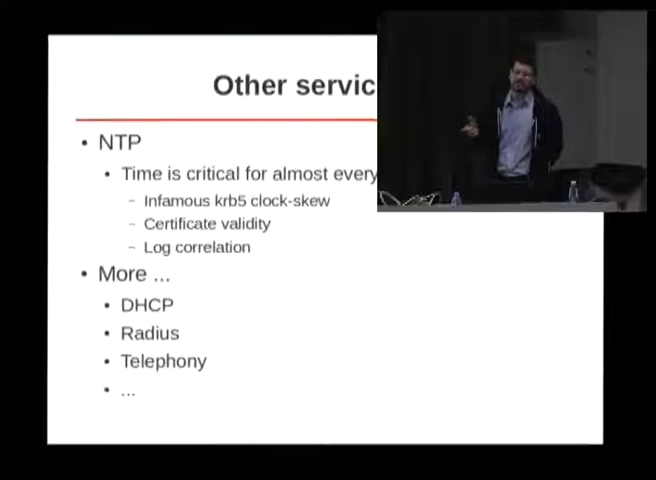 Other servic
• NTP
• Time is critical for almost every
– Infamous krb5 clock-skew
– Certificate validity
– Log correlation
• More ...
• DHCP
• Radius
• Telephony
• ...